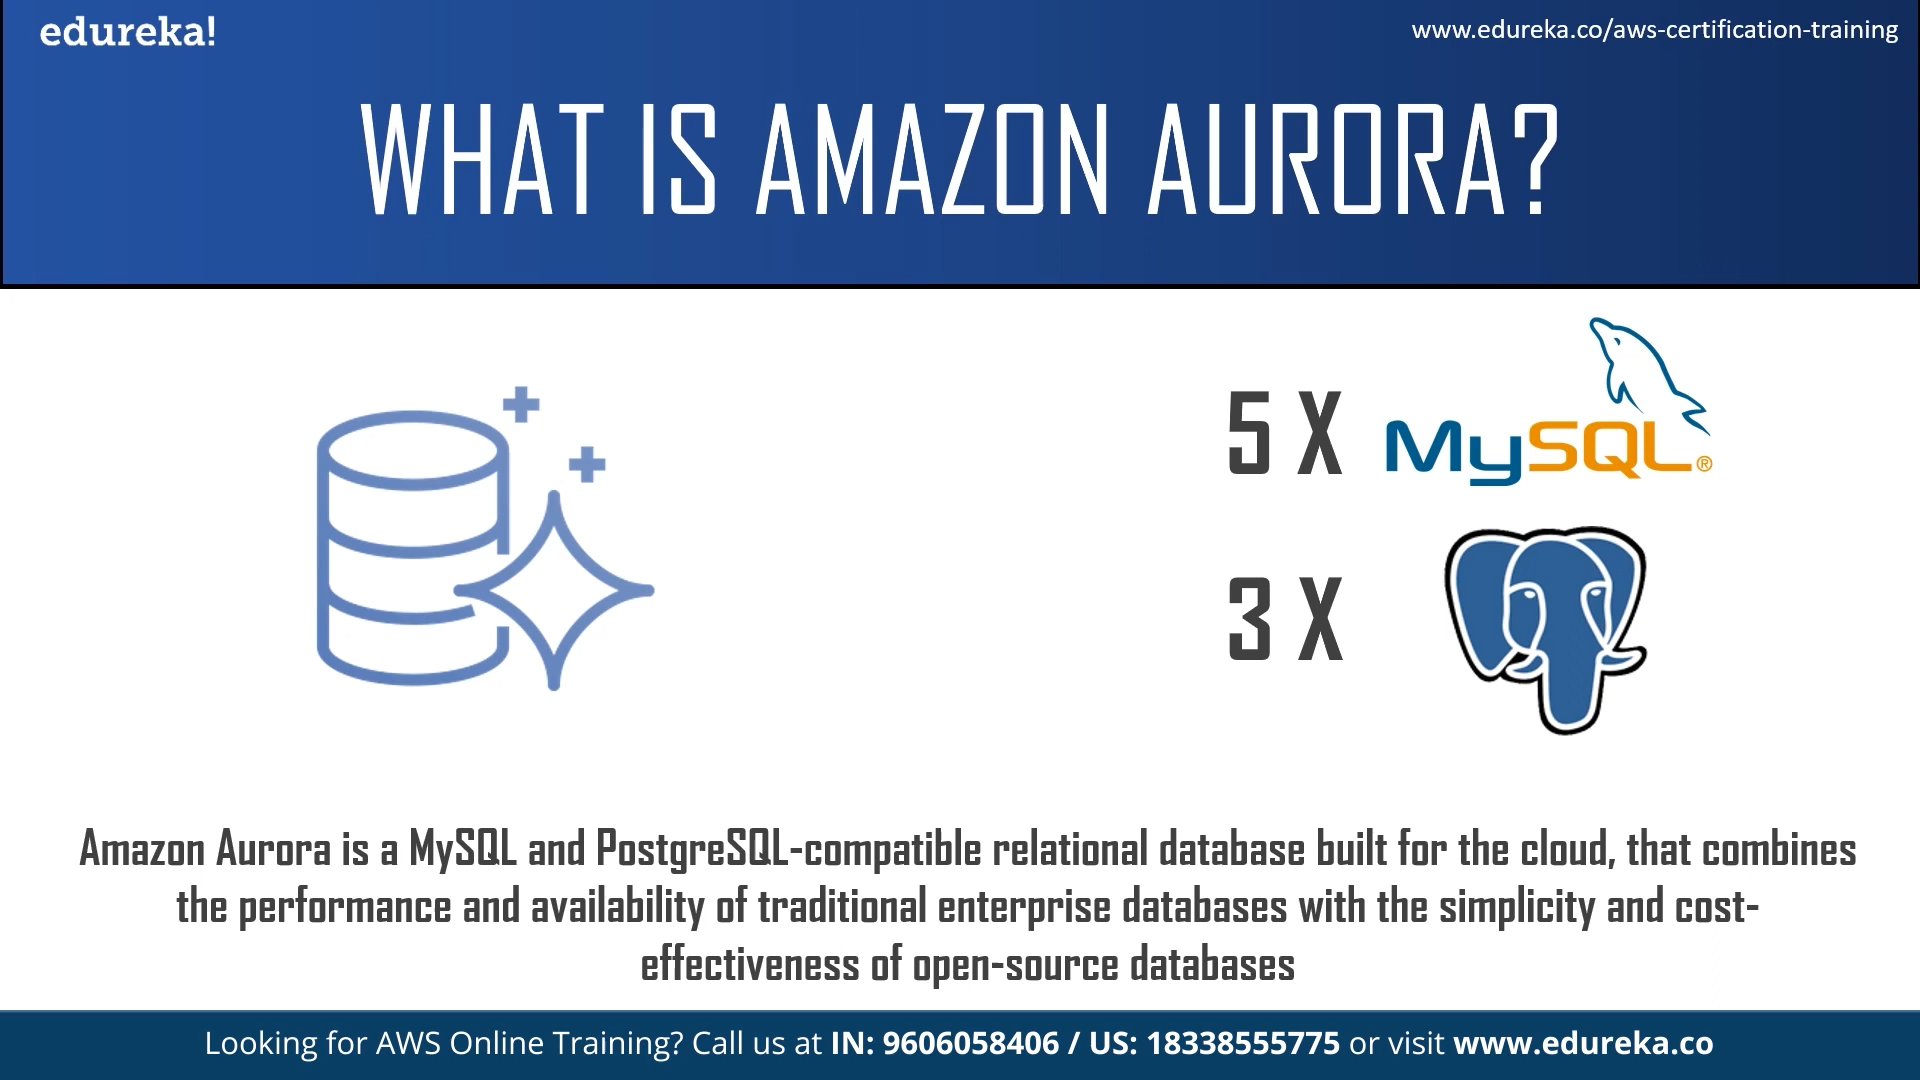 edureka!
www.edureka.co/aws-certification-training
WHAT IS AMAZON AURORA?
5 X MySQL®
3 X
Amazon Aurora is a MySQL and PostgreSQL-compatible relational database built for the cloud, that combines
the performance and availability of traditional enterprise databases with the simplicity and cost-
effectiveness of open-source databases
Looking for AWS Online Training? Call us at IN: 9606058406 / US: 18338555775 or visit www.edureka.co